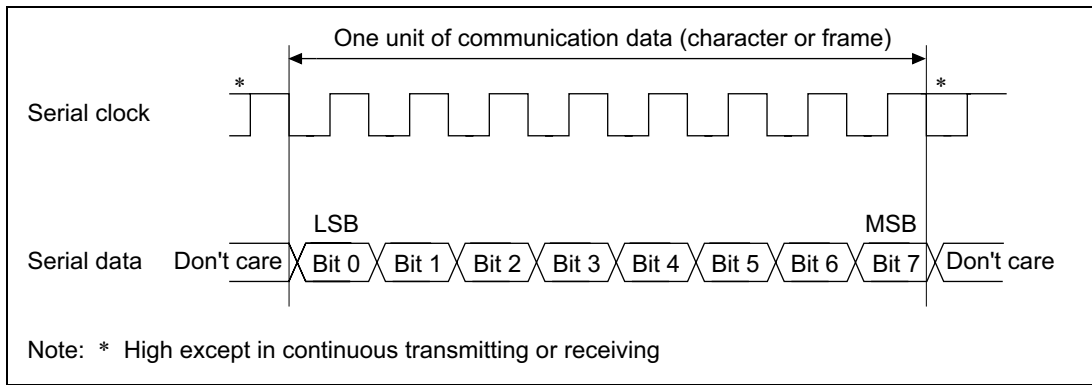 One unit of communication data (character or frame)
* *
Serial clock
LSB MSB
Serial data Don't care Bit 0 Bit 1 Bit 2 Bit 3 Bit 4 Bit 5 Bit 6 Bit 7 Don't care
Note: * High except in continuous transmitting or receiving